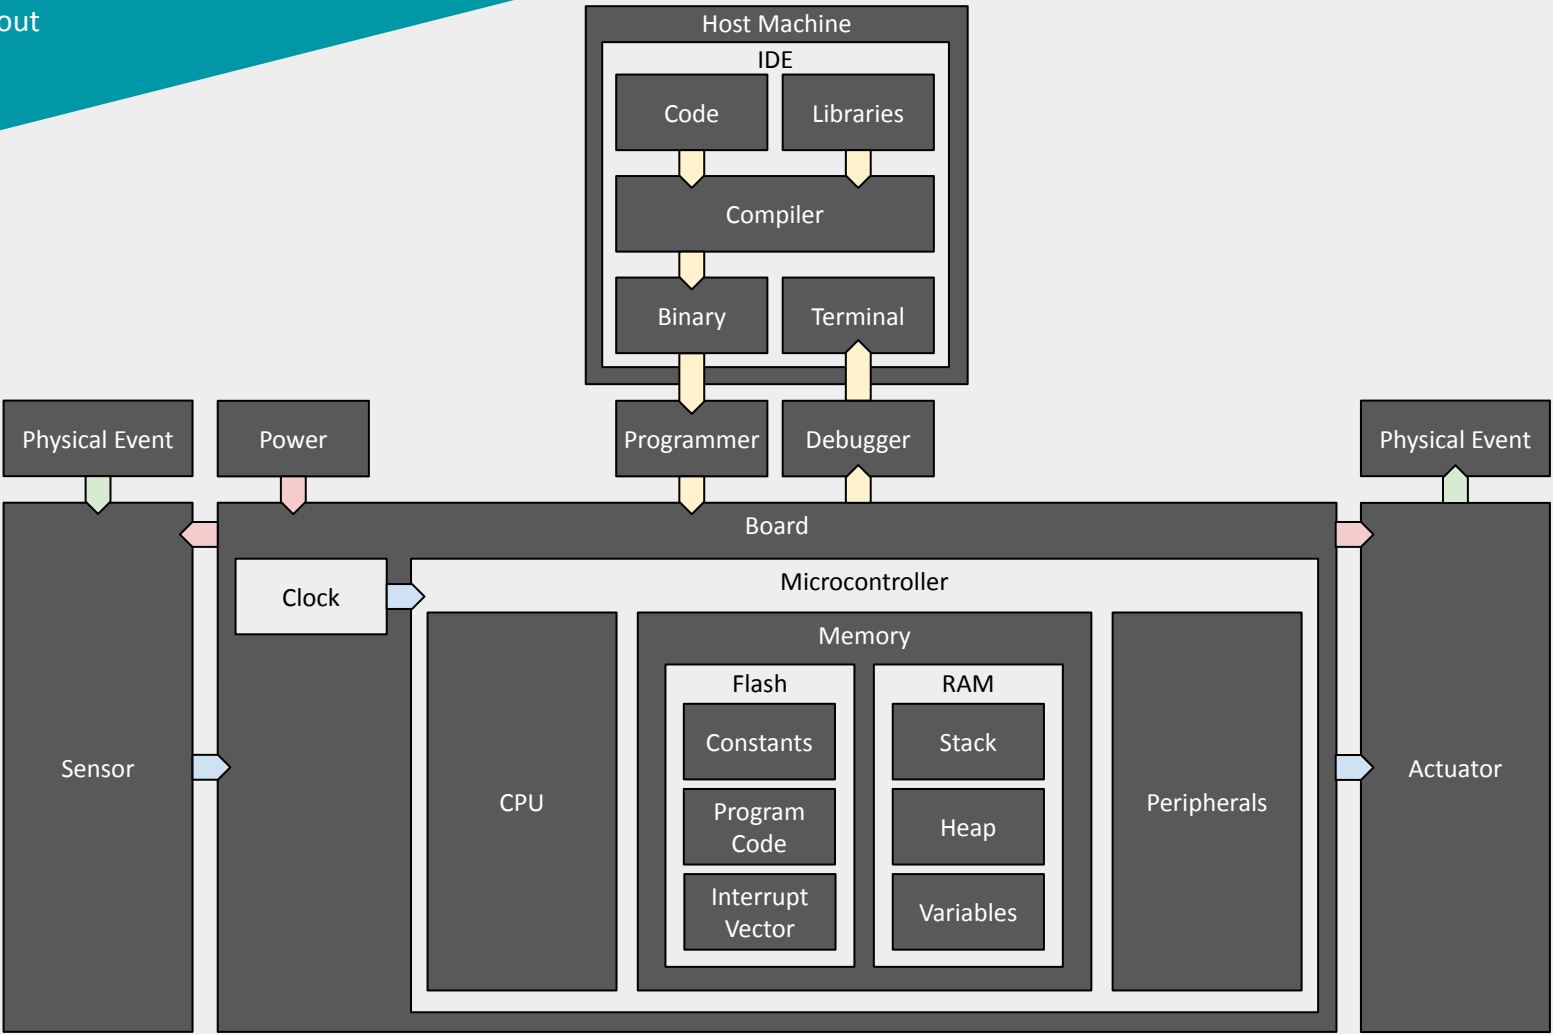 out
Host Machine
IDE
Code
Libraries
Compiler
Binary
Terminal
Physical Event
Power
Programmer
Debugger
Physical Event
Board
Clock
Microcontroller
Memory
Flash
RAM
Constants
Stack
Sensor
CPU
Program
Code
Heap
Peripherals
Actuator
Interrupt
Vector
Variables